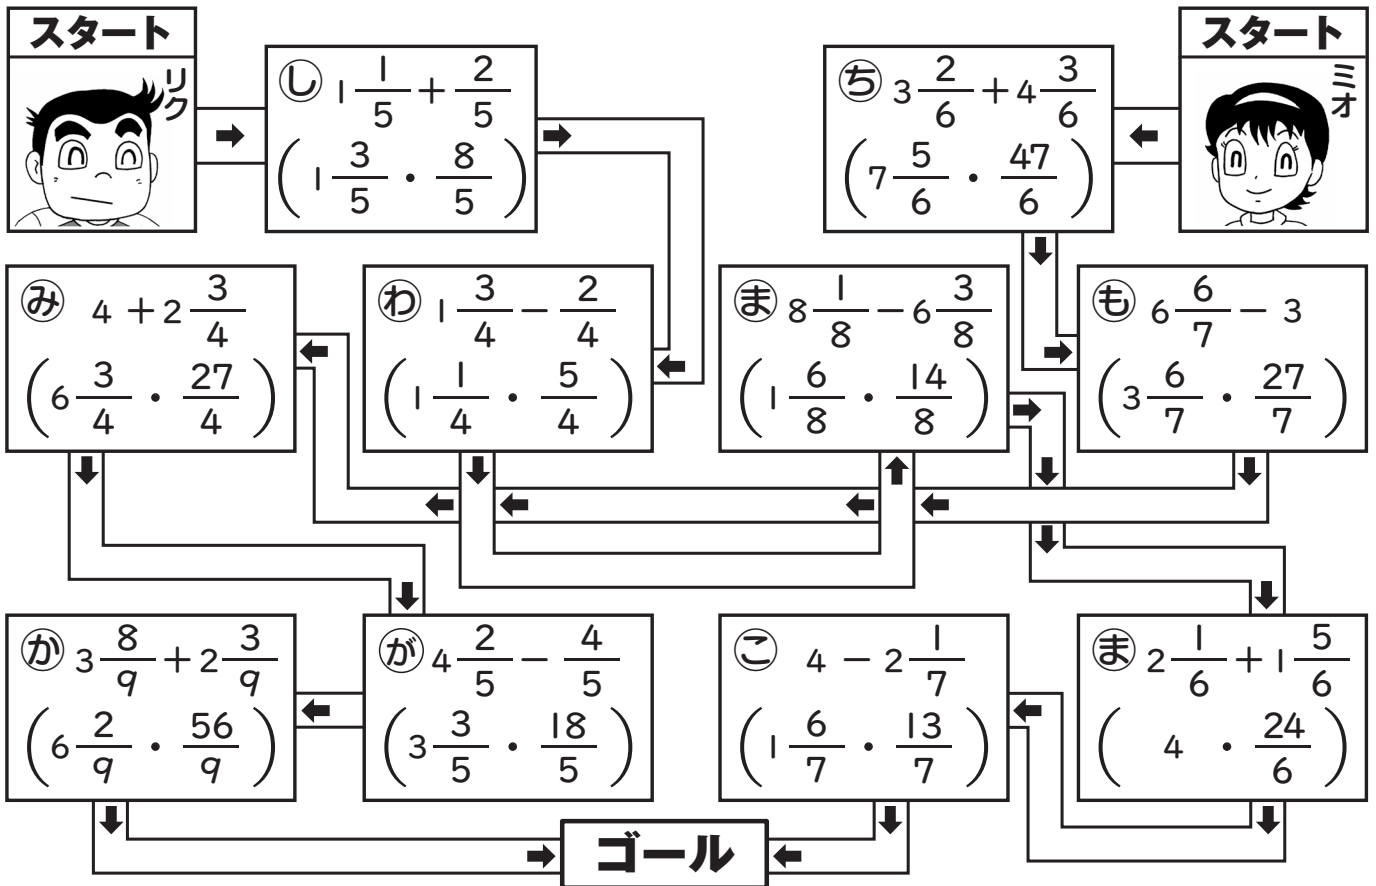 スタート
リク
し 1 1/5 + 2/5
(1 3/5 ・ 8/5)
ち 3 2/6 + 4 3/6
(7 5/6 ・ 47/6)
スタート
ミオ
み 4 + 2 3/4
(6 3/4 ・ 27/4)
わ 1 3/4 − 2/4
(1 1/4 ・ 5/4)
ま 8 1/8 − 6 3/8
(1 6/8 ・ 14/8)
も 6 6/7 − 3
(3 6/7 ・ 27/7)
か 3 8/9 + 2 3/9
(6 2/9 ・ 56/9)
が 4 2/5 − 4/5
(3 3/5 ・ 18/5)
こ 4 − 2 1/7
(1 6/7 ・ 13/7)
ま 2 1/6 + 1 5/6
(4 ・ 24/6)
ゴール